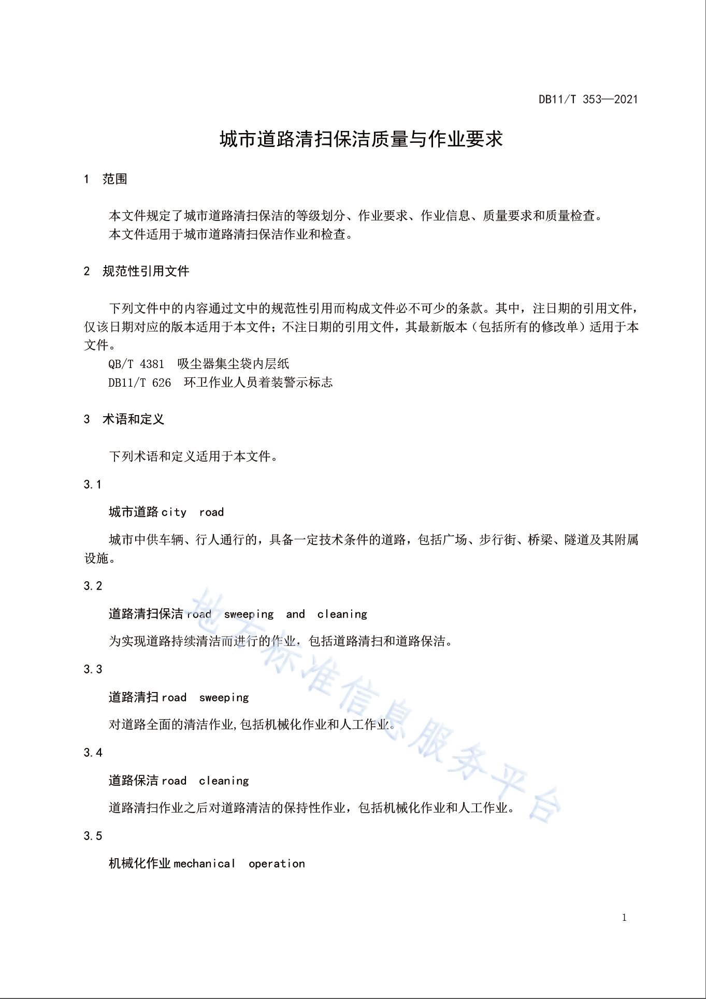 DB11/T 353—2021
城市道路清扫保洁质量与作业要求
1 范围
本文件规定了城市道路清扫保洁的等级划分、作业要求、作业信息、质量要求和质量检查。
本文件适用于城市道路清扫保洁作业和检查。
2 规范性引用文件
下列文件中的内容通过文中的规范性引用而构成文件必不可少的条款。其中，注日期的引用文件，
仅该日期对应的版本适用于本文件；不注日期的引用文件，其最新版本（包括所有的修改单）适用于本
文件。
QB/T 4381 吸尘器集尘袋内层纸
DB11/T 626 环卫作业人员着装警示标志
3 术语和定义
下列术语和定义适用于本文件。
3.1
城市道路 city road
城市中供车辆、行人通行的，具备一定技术条件的道路，包括广场、步行街、桥梁、隧道及其附属
设施。
3.2
道路清扫保洁 road sweeping and cleaning
为实现道路持续清洁而进行的作业，包括道路清扫和道路保洁。
3.3
道路清扫 road sweeping
对道路全面的清洁作业,包括机械化作业和人工作业。
3.4
道路保洁 road cleaning
道路清扫作业之后对道路清洁的保持性作业，包括机械化作业和人工作业。
3.5
机械化作业 mechanical operation
地方标准信息服务平台
1